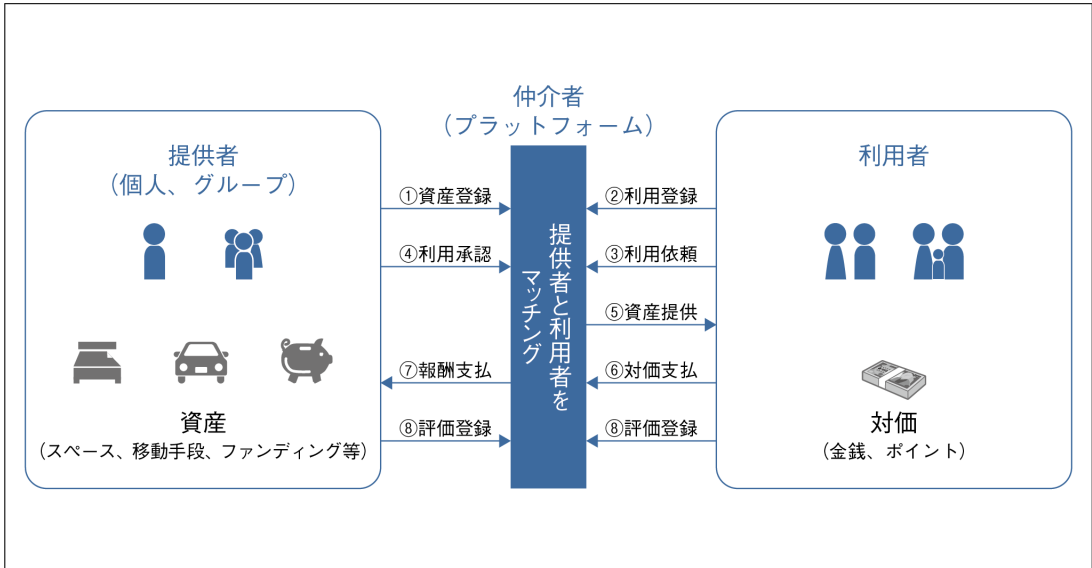 仲介者
（プラットフォーム）
提供者
（個人、グループ）
資産
（スペース、移動手段、ファンディング等）
①資産登録
④利用承認
⑦報酬支払
⑧評価登録
提供者と利用者を
マッチング
②利用登録
③利用依頼
⑤資産提供
⑥対価支払
⑧評価登録
利用者
対価
（金銭、ポイント）